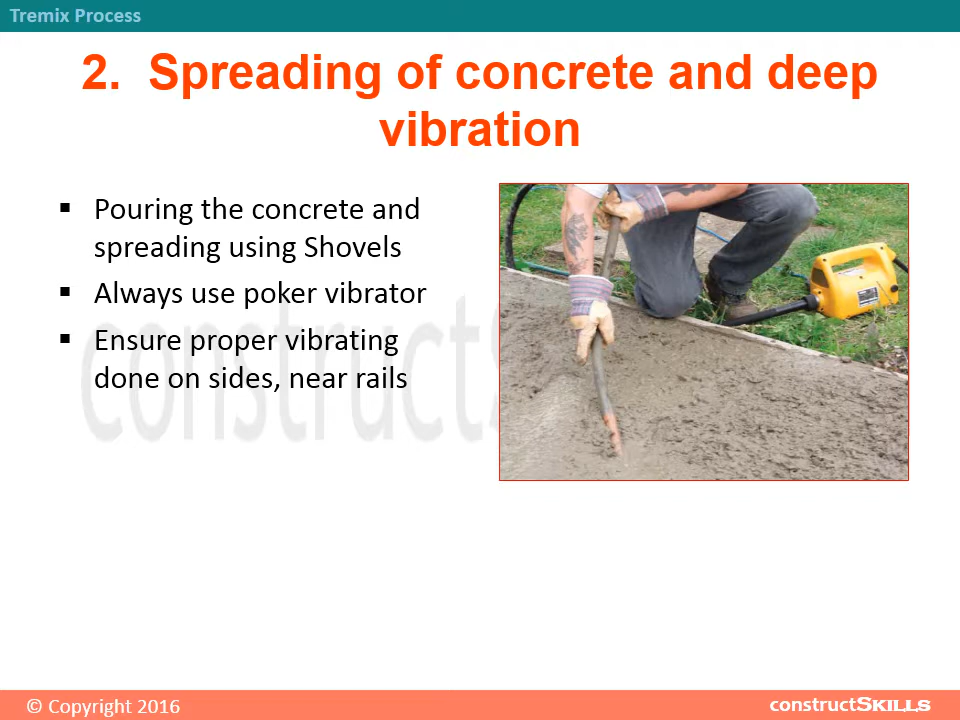 Tremix Process
2. Spreading of concrete and deep
vibration
▪ Pouring the concrete and
spreading using Shovels
▪ Always use poker vibrator
▪ Ensure proper vibrating
done on sides, near rails
constructS
© Copyright 2016
constructSKILLS